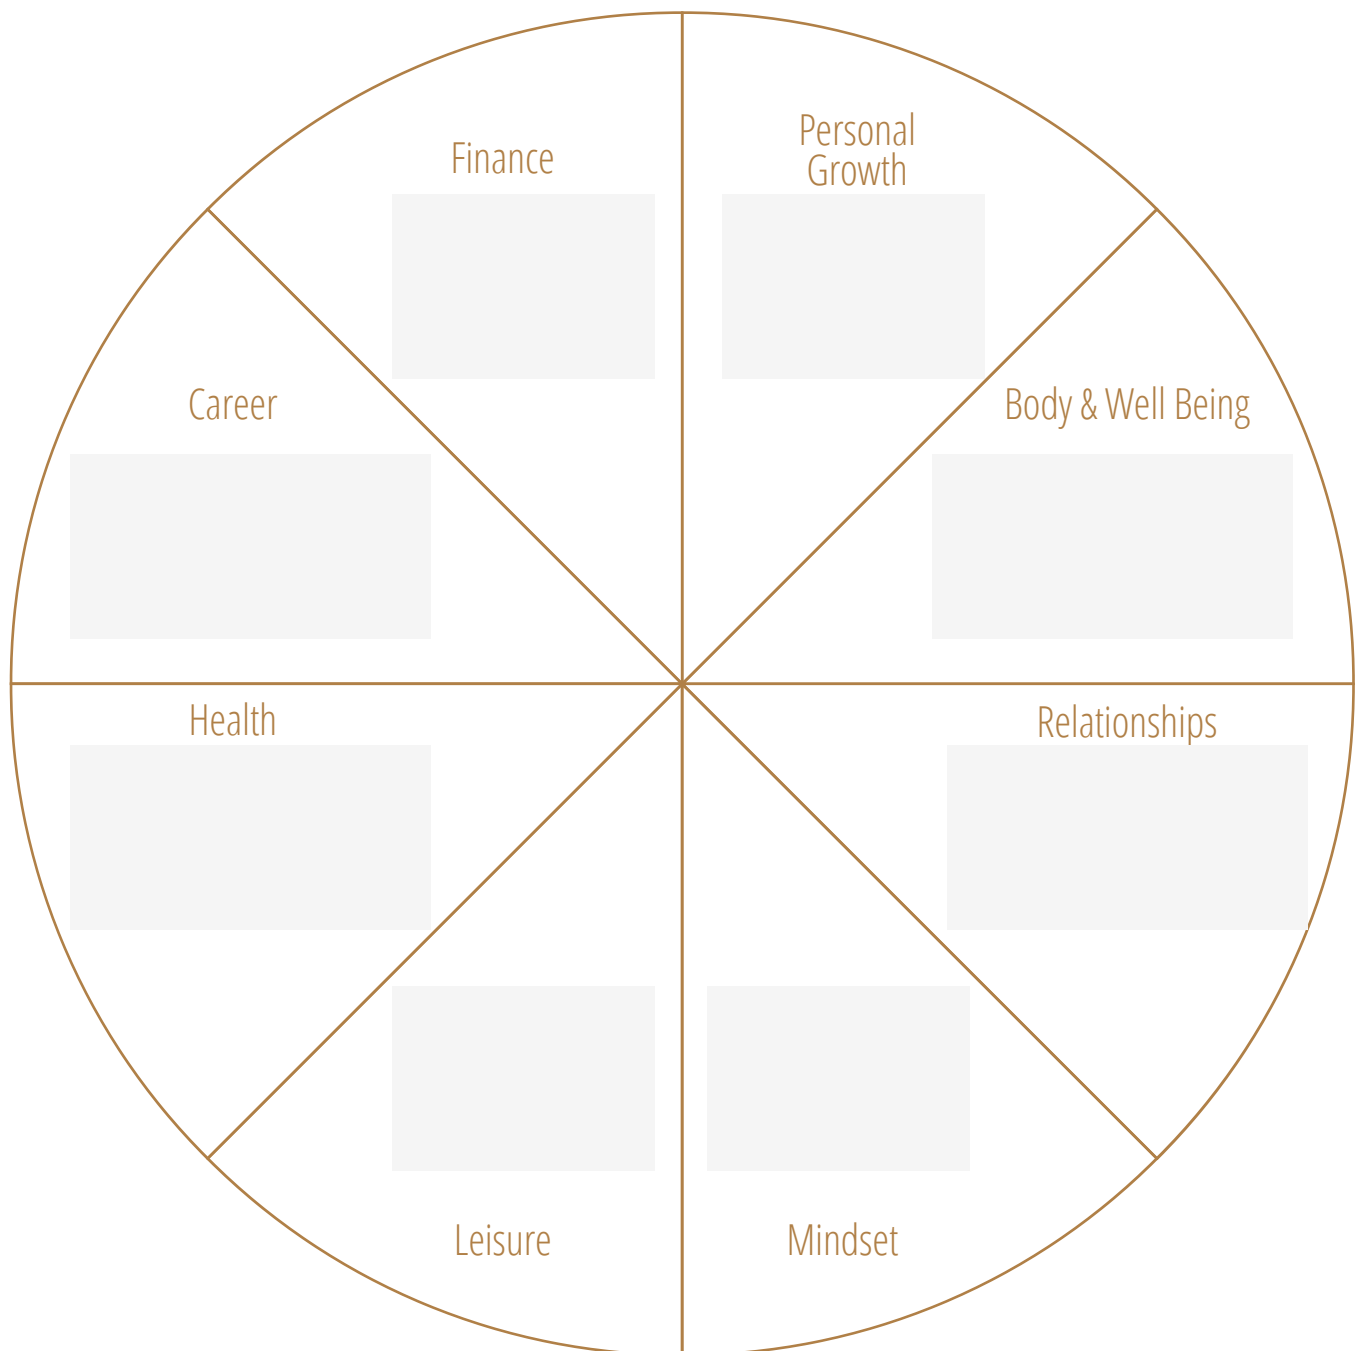 Finance
Personal
Growth
Career
Body & Well Being
Health
Relationships
Leisure
Mindset